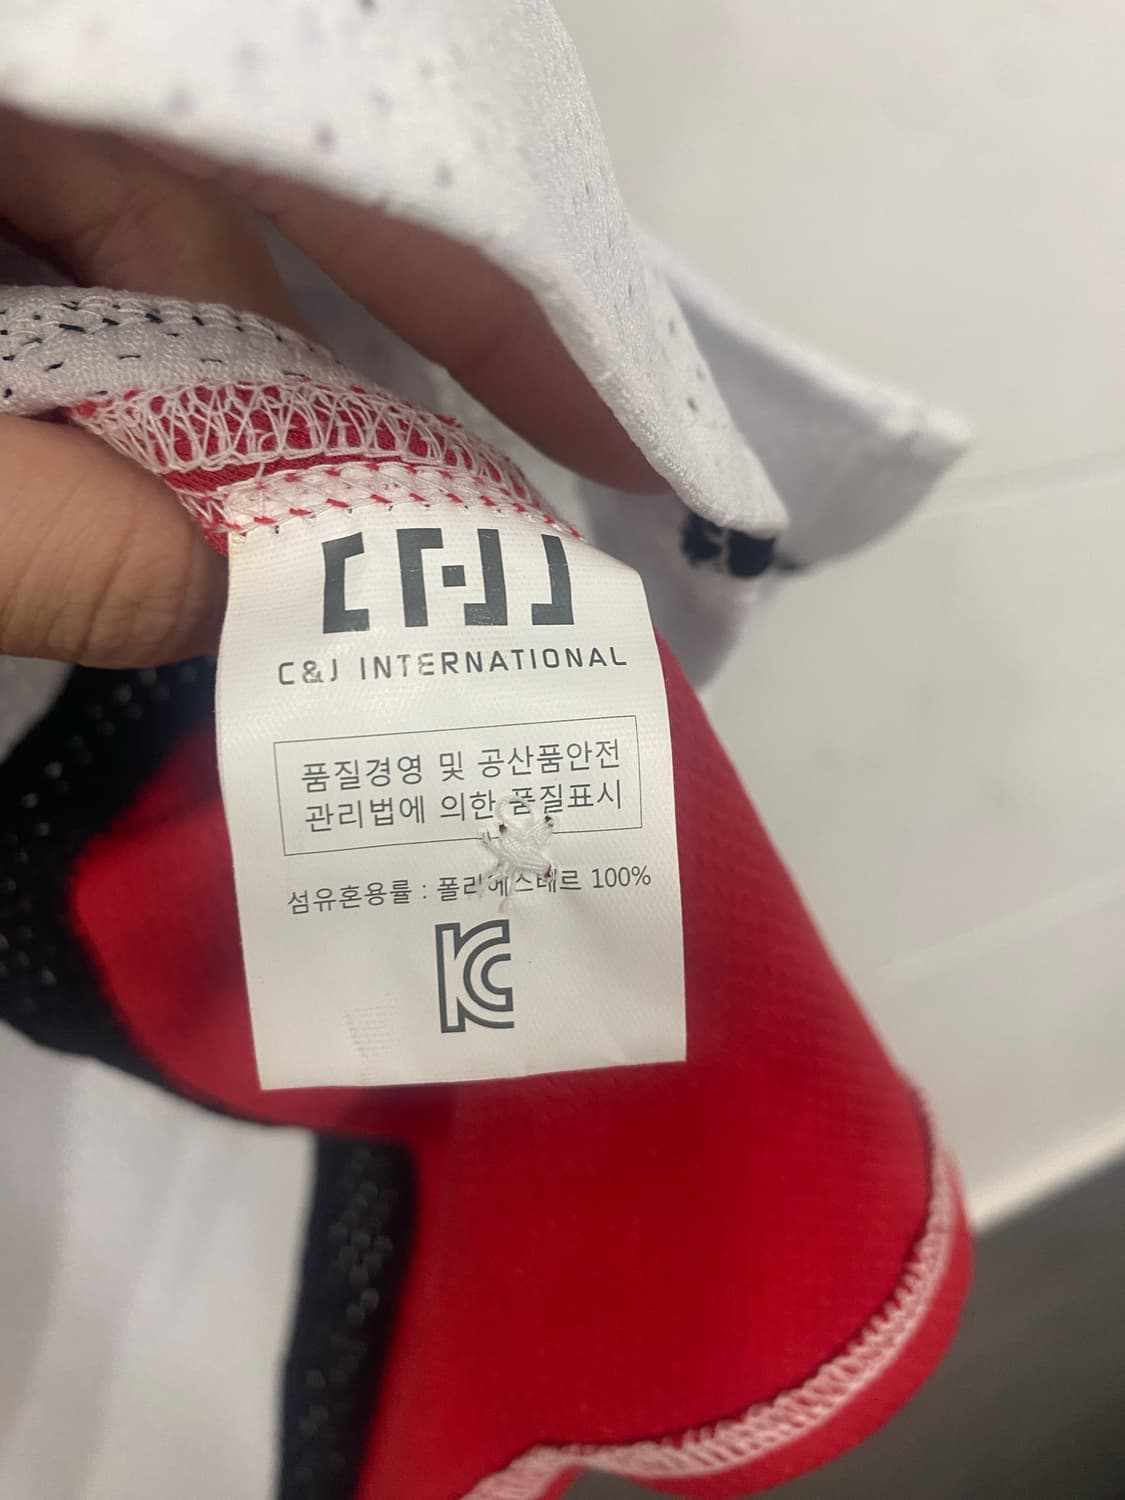 C&J
C&J INTERNATIONAL
품질경영 및 공산품안전
관리법에 의한 품질표시
섬유혼용률 : 폴리에스테르 100%
KC